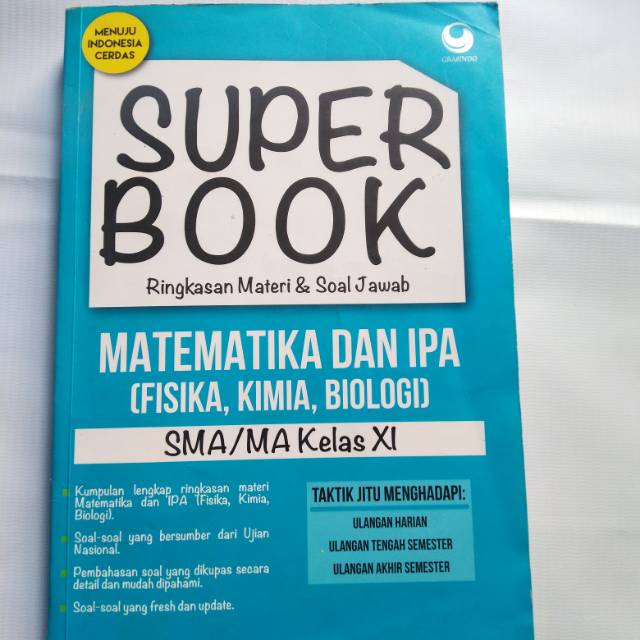 MENUJU
INDONESIA
CERDAS
GRASINDO
SUPER
BOOK
Ringkasan Materi & Soal Jawab
MATEMATIKA DAN IPA
(FISIKA, KIMIA, BIOLOGI)
SMA/MA Kelas XI
Kumpulan lengkap ringkasan materi
Matematika dan IPA (Fisika, Kimia,
Biologi).
Soal-soal yang bersumber dari Ujian
Nasional.
Pembahasan soal yang dikupas secara
detail dan mudah dipahami.
Soal-soal yang fresh dan update.
TAKTIK JITU MENGHADAPI:
ULANGAN HARIAN
ULANGAN TENGAH SEMESTER
ULANGAN AKHIR SEMESTER